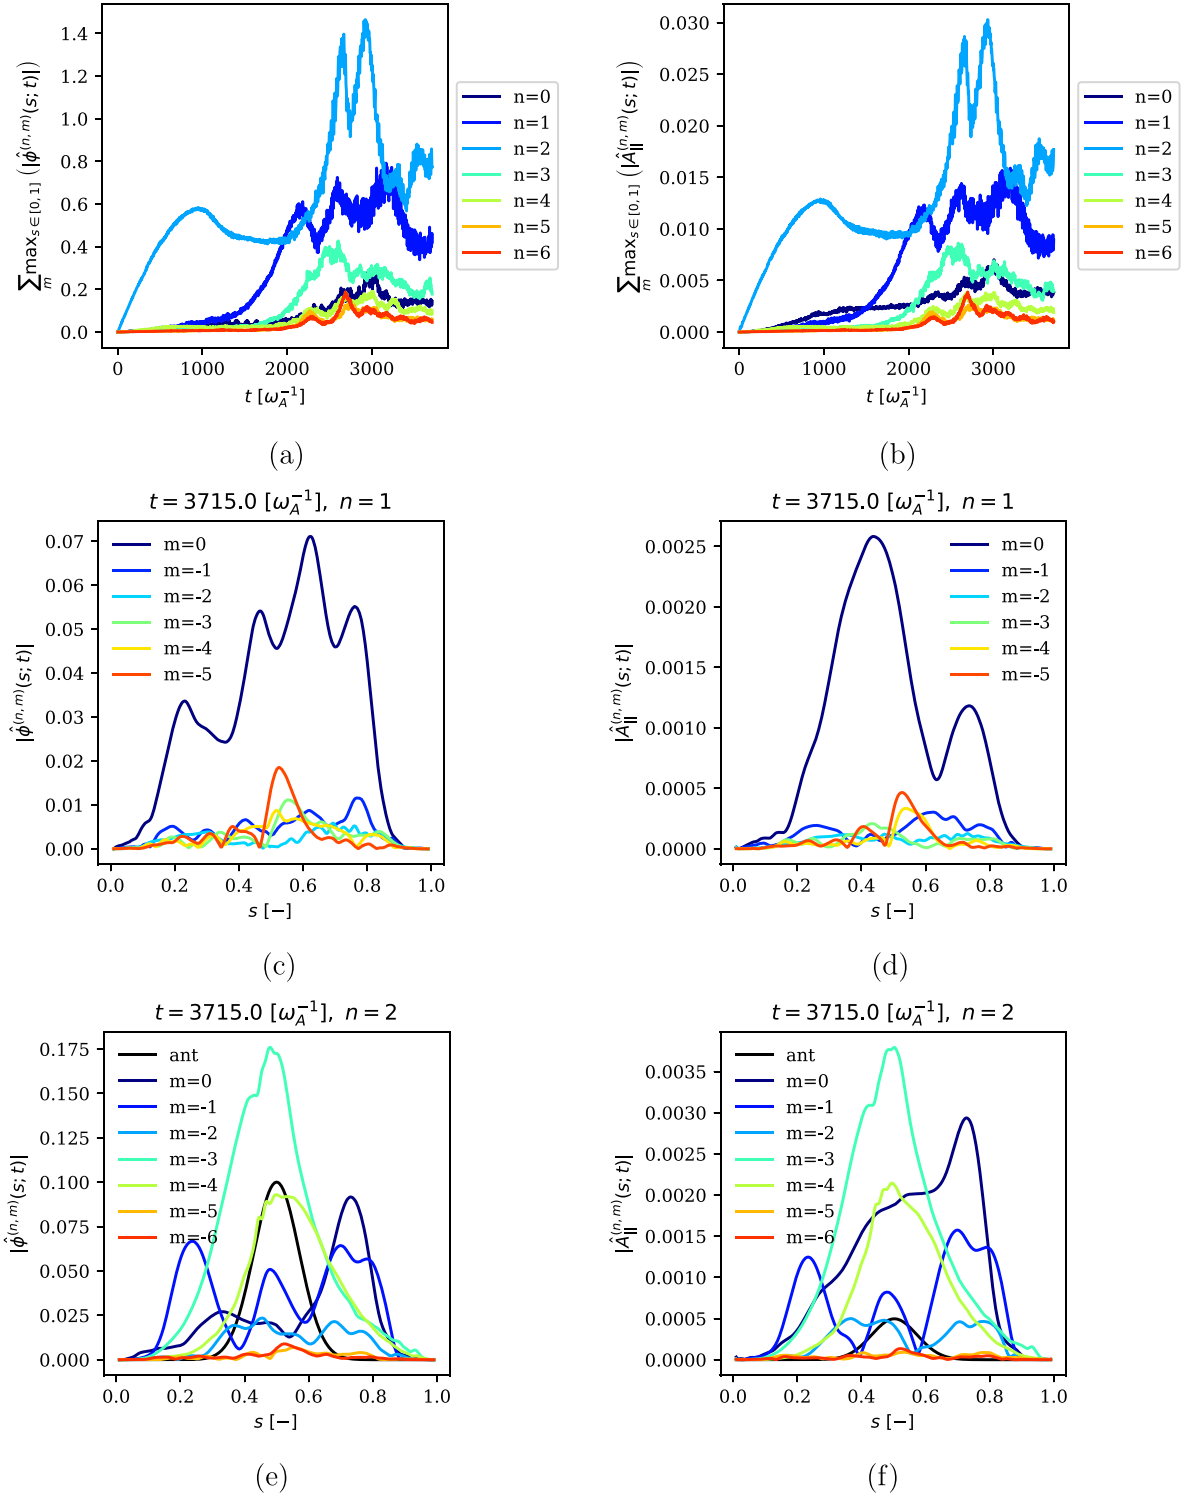 1.4
1.2
1.0
0.8
0.6
0.4
0.2
0.0
∑_m max_{s∈[0,1]} (|ϕ̂^{(n,m)}(s;t)|)
0 1000 2000 3000
t [ω_A^{-1}]
n=0
n=1
n=2
n=3
n=4
n=5
n=6
(a)
0.030
0.025
0.020
0.015
0.010
0.005
0.000
∑_m max_{s∈[0,1]} (|Â_∥^{(n,m)}(s;t)|)
0 1000 2000 3000
t [ω_A^{-1}]
n=0
n=1
n=2
n=3
n=4
n=5
n=6
(b)
t = 3715.0 [ω_A^{-1}], n = 1
0.07
0.06
0.05
0.04
0.03
0.02
0.01
0.00
|ϕ̂^{(n,m)}(s;t)|
m=0
m=-1
m=-2
m=-3
m=-4
m=-5
0.0 0.2 0.4 0.6 0.8 1.0
s [−]
(c)
t = 3715.0 [ω_A^{-1}], n = 1
0.0025
0.0020
0.0015
0.0010
0.0005
0.0000
|Â_∥^{(n,m)}(s;t)|
m=0
m=-1
m=-2
m=-3
m=-4
m=-5
0.0 0.2 0.4 0.6 0.8 1.0
s [−]
(d)
t = 3715.0 [ω_A^{-1}], n = 2
0.175
0.150
0.125
0.100
0.075
0.050
0.025
0.000
|ϕ̂^{(n,m)}(s;t)|
ant
m=0
m=-1
m=-2
m=-3
m=-4
m=-5
m=-6
0.0 0.2 0.4 0.6 0.8 1.0
s [−]
(e)
t = 3715.0 [ω_A^{-1}], n = 2
0.0035
0.0030
0.0025
0.0020
0.0015
0.0010
0.0005
0.0000
|Â_∥^{(n,m)}(s;t)|
ant
m=0
m=-1
m=-2
m=-3
m=-4
m=-5
m=-6
0.0 0.2 0.4 0.6 0.8 1.0
s [−]
(f)